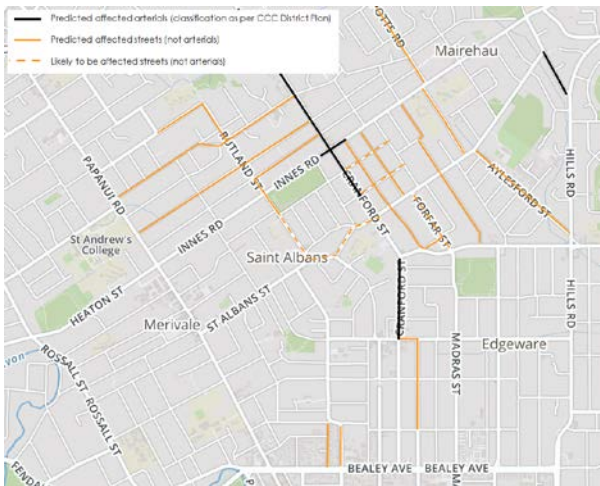 Predicted affected arterials (classification as per CCC District Plan)
Predicted affected streets (not arterials)
Likely to be affected streets (not arterials)
OTTS RD
Mairehau
HILLS RD
PAPANUI RD
RUTLAND ST
INNES RD
CRANFORD ST
FORFAR ST
AYLESFORD ST
St Andrew's
College
INNES RD
Saint Albans
HEATON ST
ST ALBANS ST
CRANFORD ST
HILLS RD
Merivale
MADRAS ST
Edgeware
ROSSALL ST
ROSSALL ST
BEALEY AVE
BEALEY AVE
FENDA